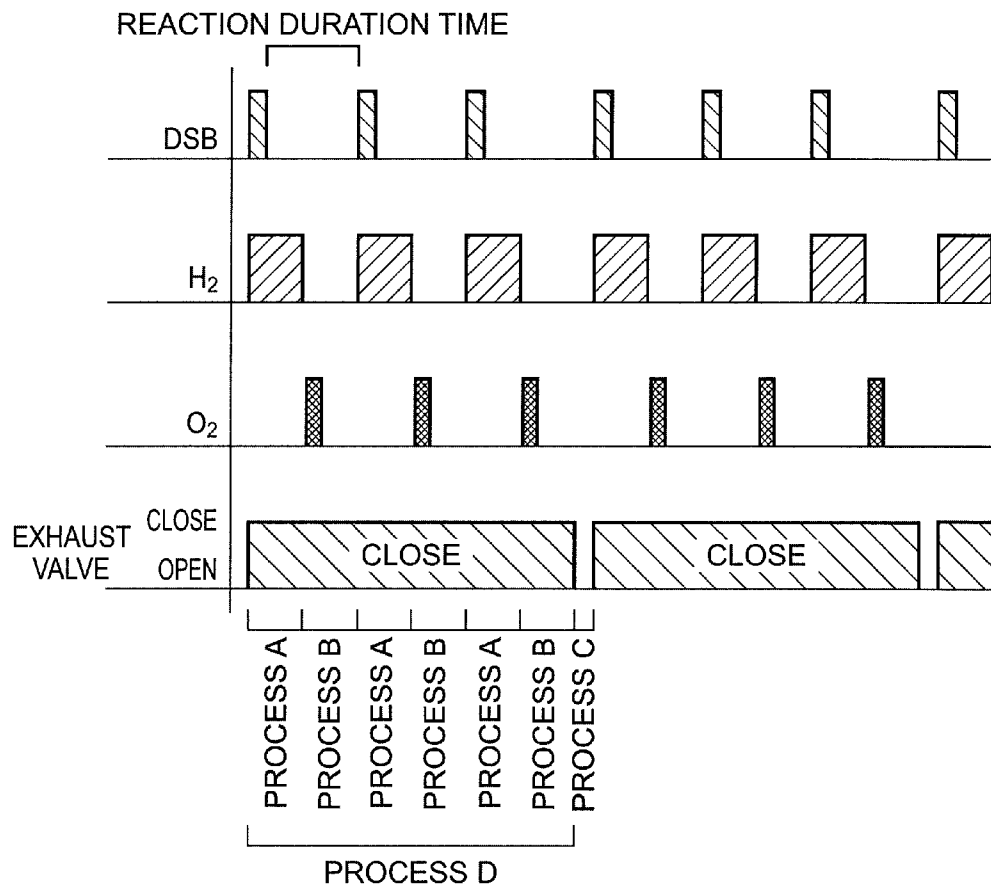 REACTION DURATION TIME
DSB
H2
O2
EXHAUST
VALVE
CLOSE
OPEN
CLOSE
CLOSE
PROCESS A
PROCESS B
PROCESS A
PROCESS B
PROCESS A
PROCESS B
PROCESS C
PROCESS D